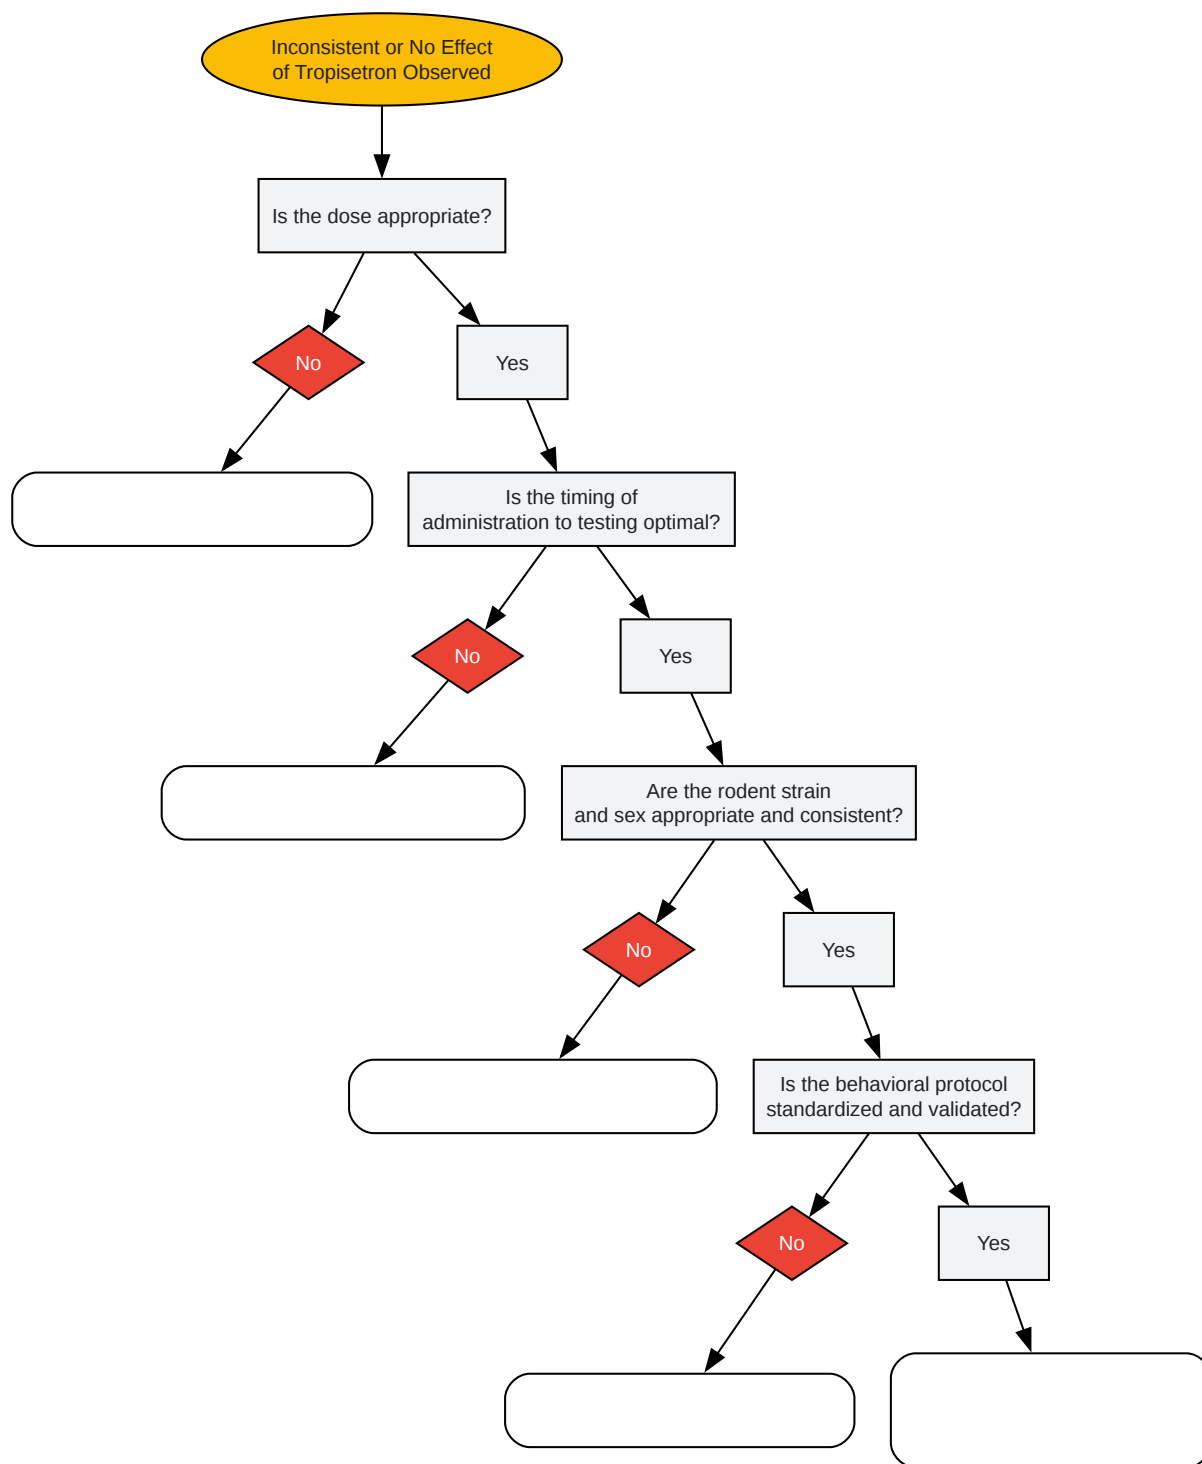 Inconsistent or No Effect
of Tropisetron Observed
Is the dose appropriate?
No
Yes
Is the timing of
administration to testing optimal?
No
Yes
Are the rodent strain
and sex appropriate and consistent?
No
Yes
Is the behavioral protocol
standardized and validated?
No
Yes